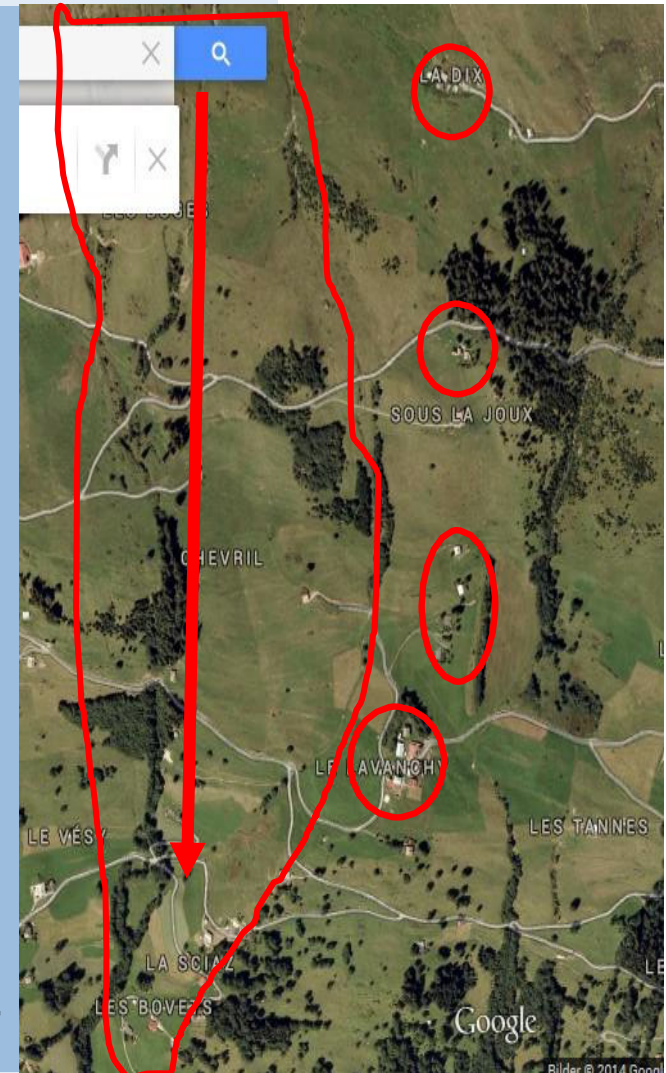 LA DIX
SOUS LA JOUX
CHEVRIL
LE LAVANCHY
LE VÉSY
LES TANNES
LA SCIAZ
LES BOVETS
Google
Bilder © 2014 Google